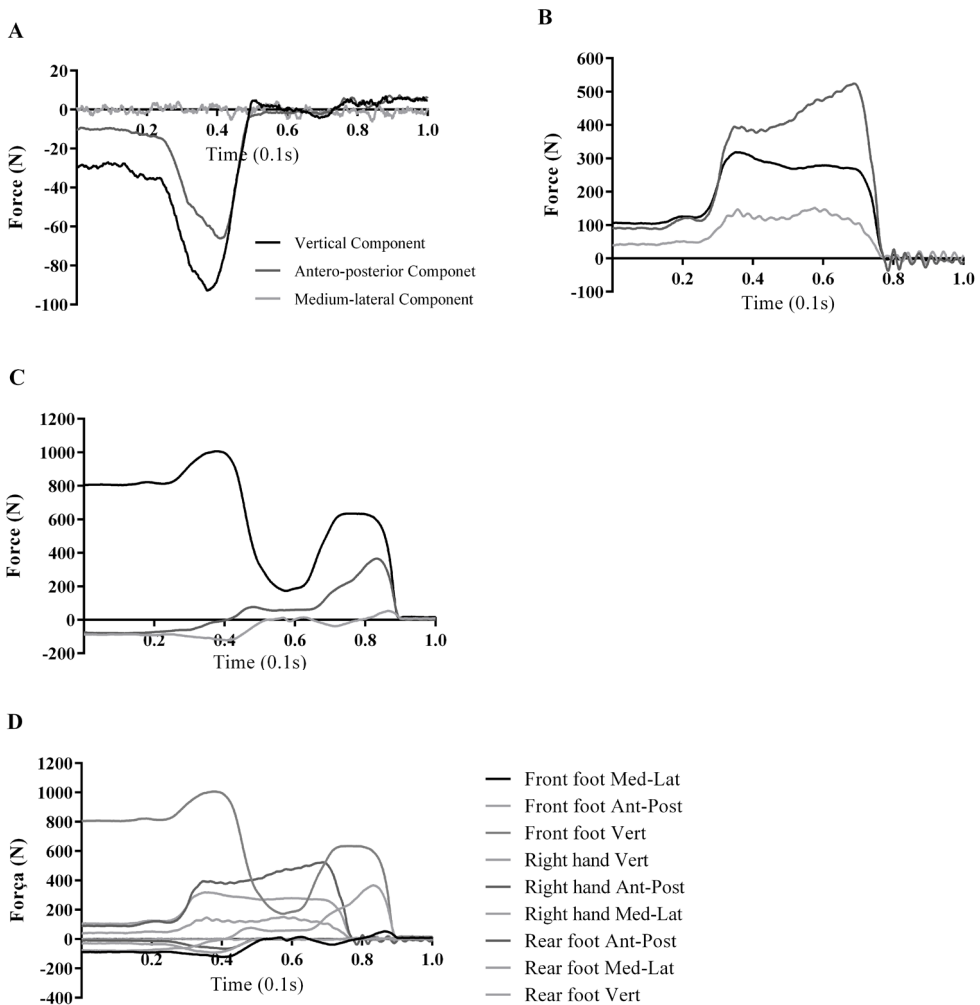 A
20
0
-20
-40
-60
-80
-100
Force (N)
0.2 0.4 0.6 0.8 1.0
Time (0.1s)
Vertical Component
Antero-posterior Componet
Medium-lateral Component
B
600
500
400
300
200
100
0
-100
Force (N)
0.2 0.4 0.6 0.8 1.0
Time (0.1s)
C
1200
1000
800
600
400
200
0
-200
Force (N)
0.2 0.4 0.6 0.8 1.0
Time (0.1s)
D
1200
1000
800
600
400
200
0
-200
-400
Força (N)
0.2 0.4 0.6 0.8 1.0
Time (0.1s)
Front foot Med-Lat
Front foot Ant-Post
Front foot Vert
Right hand Vert
Right hand Ant-Post
Right hand Med-Lat
Rear foot Ant-Post
Rear foot Med-Lat
Rear foot Vert